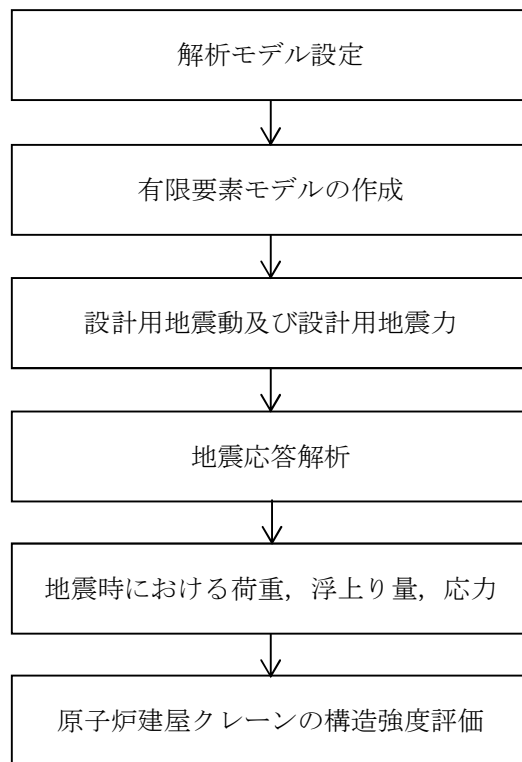 解析モデル設定
有限要素モデルの作成
設計用地震動及び設計用地震力
地震応答解析
地震時における荷重，浮上り量，応力
原子炉建屋クレーンの構造強度評価